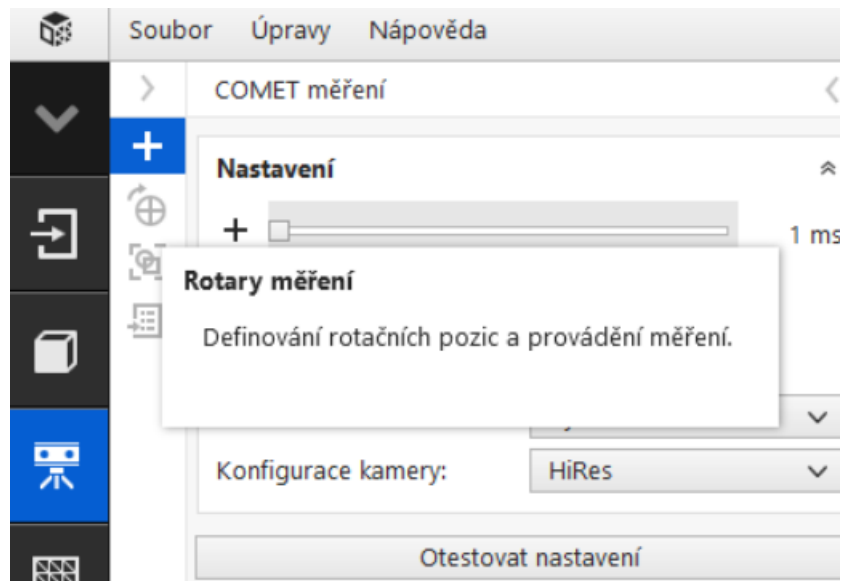 Soubor Úpravy Nápověda
COMET měření
Nastavení
1 ms
Rotary měření
Definování rotačních pozic a provádění měření.
Konfigurace kamery: HiRes
Otestovat nastavení